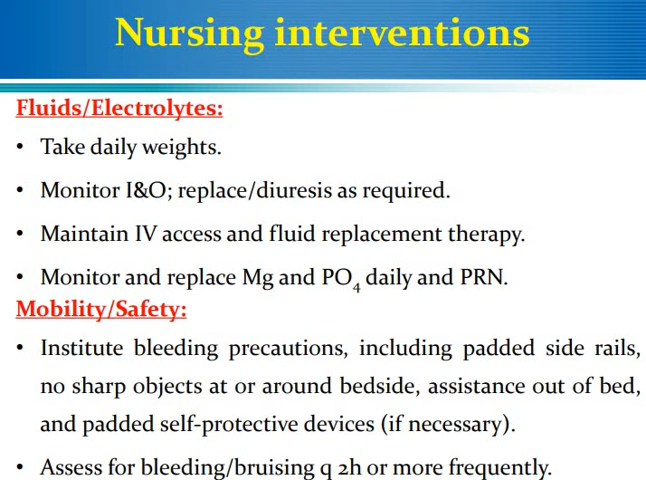 Nursing interventions
Fluids/Electrolytes:
• Take daily weights.
• Monitor I&O; replace/diuresis as required.
• Maintain IV access and fluid replacement therapy.
• Monitor and replace Mg and PO4 daily and PRN.
Mobility/Safety:
• Institute bleeding precautions, including padded side rails,
no sharp objects at or around bedside, assistance out of bed,
and padded self-protective devices (if necessary).
• Assess for bleeding/bruising q 2h or more frequently.